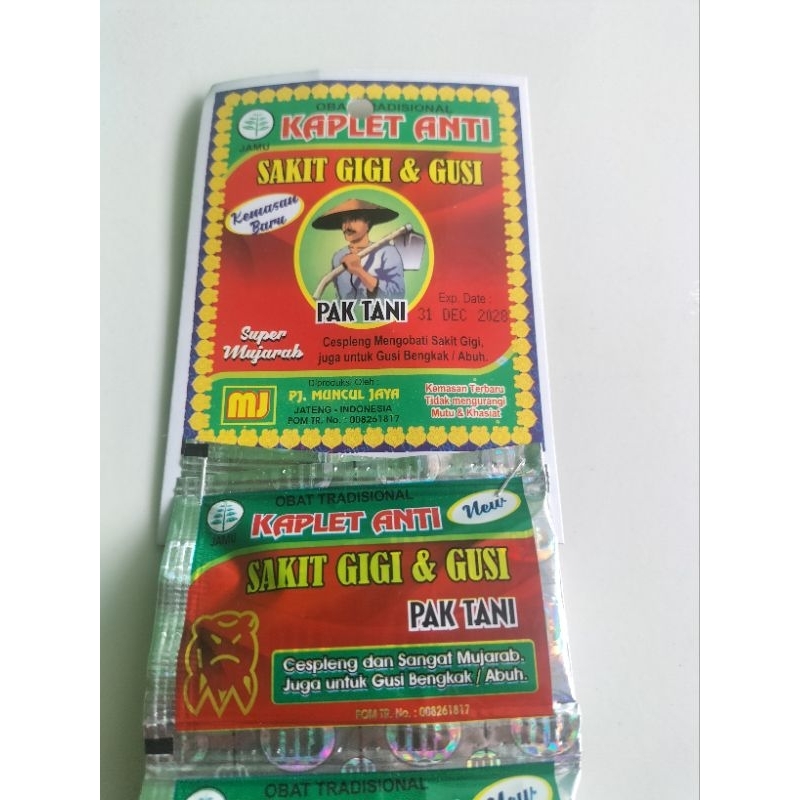 OBAT TRADISIONAL
KAPLET ANTI
JAMU
SAKIT GIGI & GUSI
Kemasan
Baru
PAK TANI
Exp. Date :
31 DEC 2028
Super
Mujarab
Cespleng Mengobati Sakit Gigi,
juga untuk Gusi Bengkak / Abuh.
MJ
Diproduksi Oleh :
PJ. MUNCUL JAYA
JATENG - INDONESIA
POM TR. No. : 008261817
Kemasan Terbaru
Tidak mengurangi
Mutu & Khasiat
OBAT TRADISIONAL
KAPLET ANTI
New
JAMU
SAKIT GIGI & GUSI
PAK TANI
Cespleng dan Sangat Mujarab.
Juga untuk Gusi Bengkak / Abuh.
POM TR. No. : 008261817
OBAT TRADISIONAL
KAPLET ANTI
New